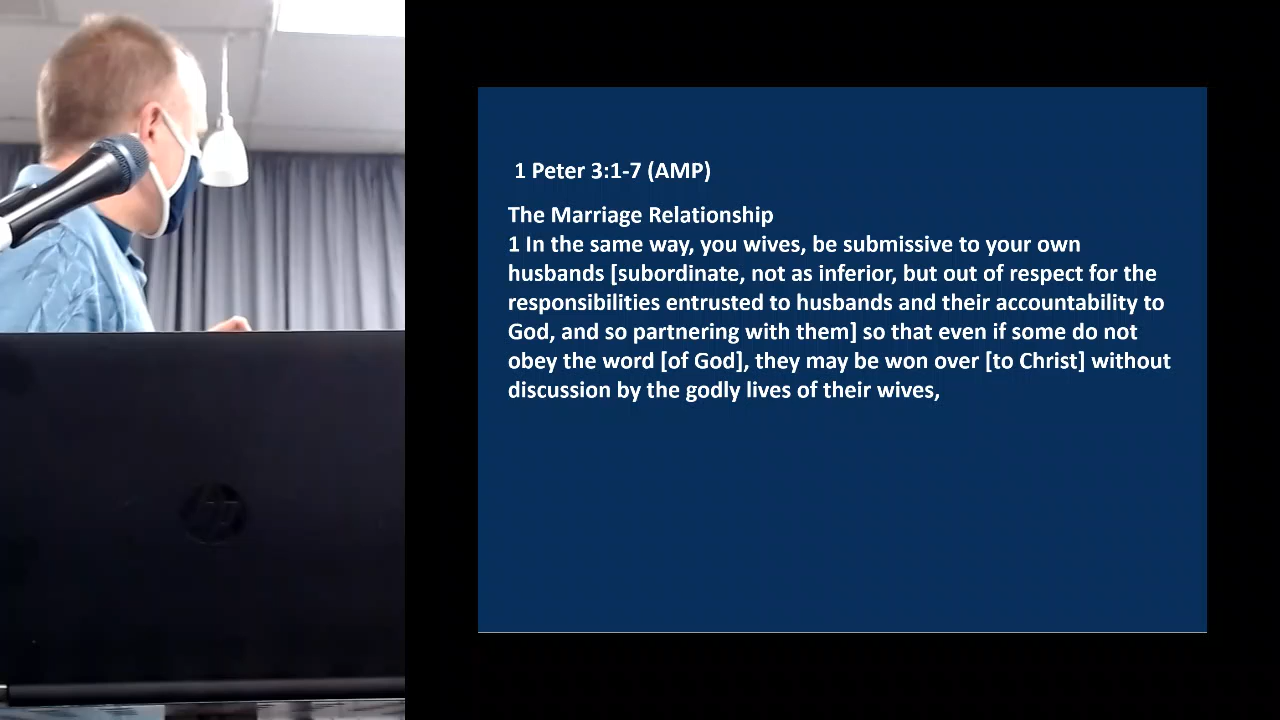 1 Peter 3:1-7 (AMP)
The Marriage Relationship
1 In the same way, you wives, be submissive to your own
husbands [subordinate, not as inferior, but out of respect for the
responsibilities entrusted to husbands and their accountability to
God, and so partnering with them] so that even if some do not
obey the word [of God], they may be won over [to Christ] without
discussion by the godly lives of their wives,
hp